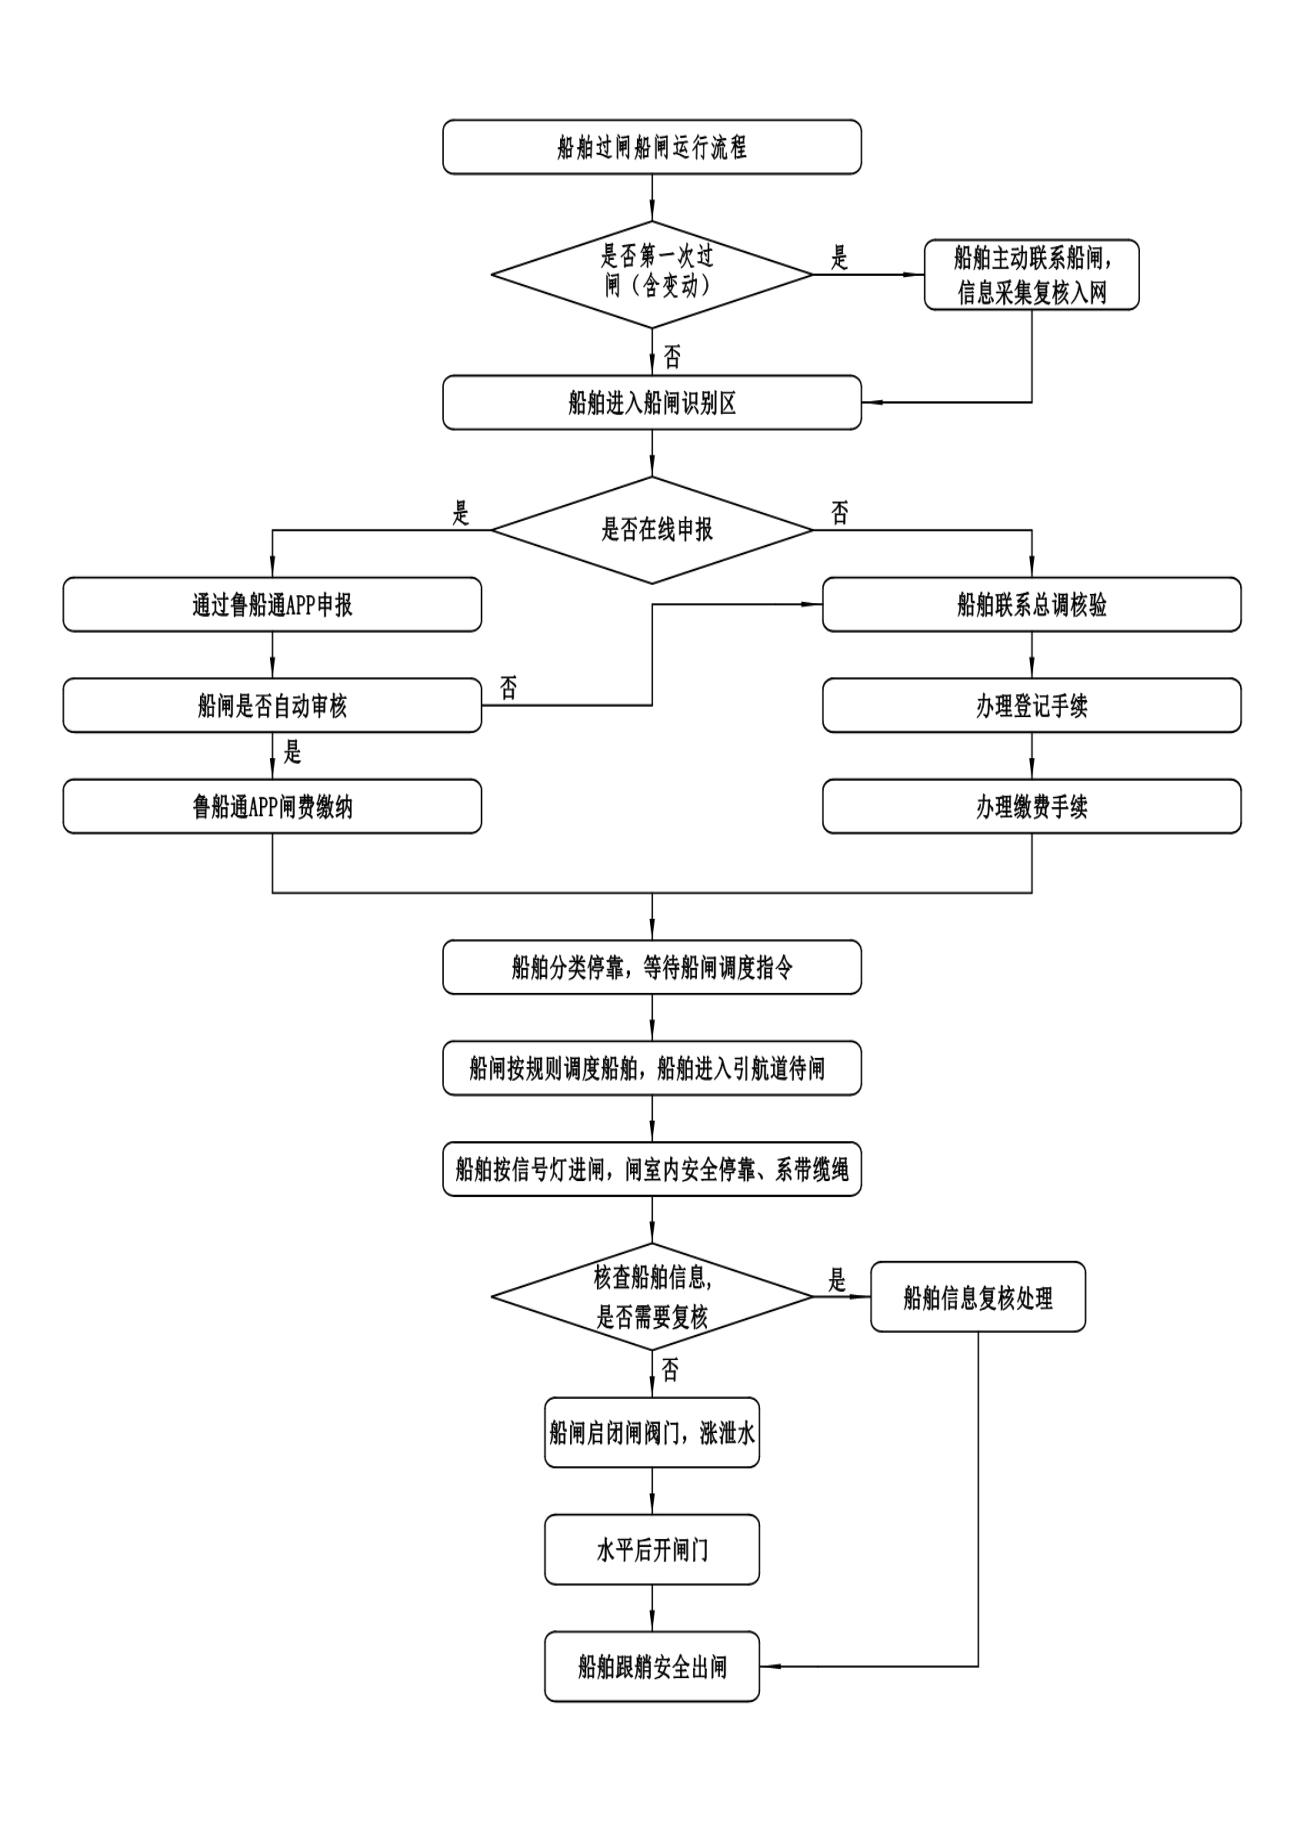 船舶过闸船闸运行流程
是否第一次过
闸（含变动）
是
船舶主动联系船闸，
信息采集复核入网
否
船舶进入船闸识别区
是
是否在线申报
否
通过鲁船通APP申报
船舶联系总调核验
船闸是否自动审核
否
办理登记手续
是
鲁船通APP闸费缴纳
办理缴费手续
船舶分类停靠，等待船闸调度指令
船闸按规则调度船舶，船舶进入引航道待闸
船舶按信号灯进闸，闸室内安全停靠、系带缆绳
核查船舶信息，
是否需要复核
是
船舶信息复核处理
否
船闸启闭闸阀门，涨泄水
水平后开闸门
船舶跟艄安全出闸